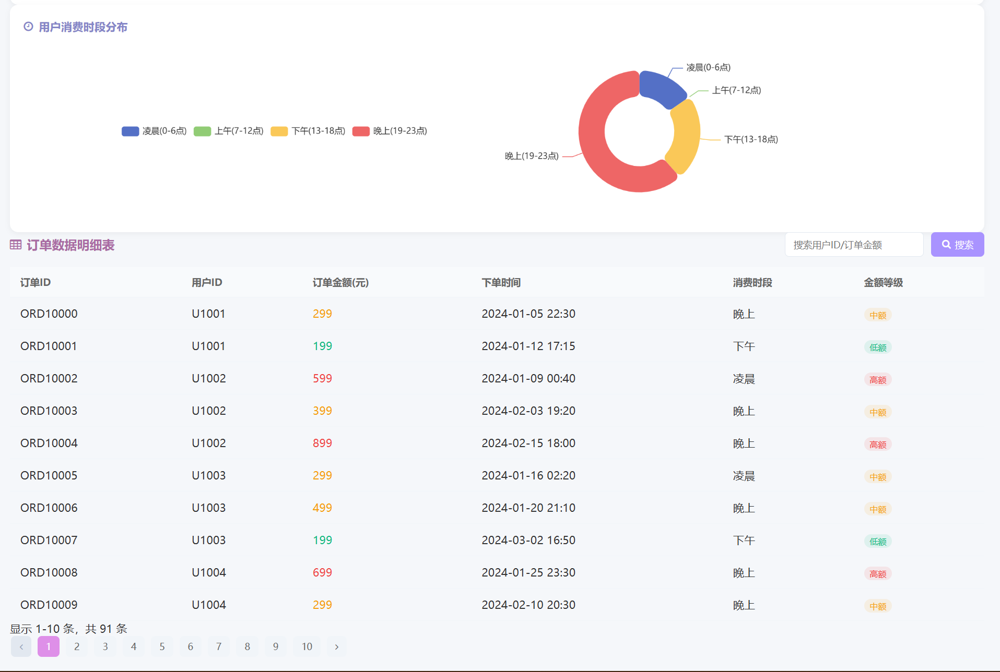 用户消费时段分布
凌晨(0-6点)
上午(7-12点)
凌晨(0-6点) 上午(7-12点) 下午(13-18点) 晚上(19-23点)
下午(13-18点)
晚上(19-23点)
订单数据明细表
搜索用户ID/订单金额 搜索
订单ID 用户ID 订单金额(元) 下单时间 消费时段 金额等级
ORD10000 U1001 299 2024-01-05 22:30 晚上 中额
ORD10001 U1001 199 2024-01-12 17:15 下午 低额
ORD10002 U1002 599 2024-01-09 00:40 凌晨 高额
ORD10003 U1002 399 2024-02-03 19:20 晚上 中额
ORD10004 U1002 899 2024-02-15 18:00 晚上 高额
ORD10005 U1003 299 2024-01-16 02:20 凌晨 中额
ORD10006 U1003 499 2024-01-20 21:10 晚上 中额
ORD10007 U1003 199 2024-03-02 16:50 下午 低额
ORD10008 U1004 699 2024-01-25 23:30 晚上 高额
ORD10009 U1004 299 2024-02-10 20:30 晚上 中额
显示 1-10 条，共 91 条
‹ 1 2 3 4 5 6 7 8 9 10 ›